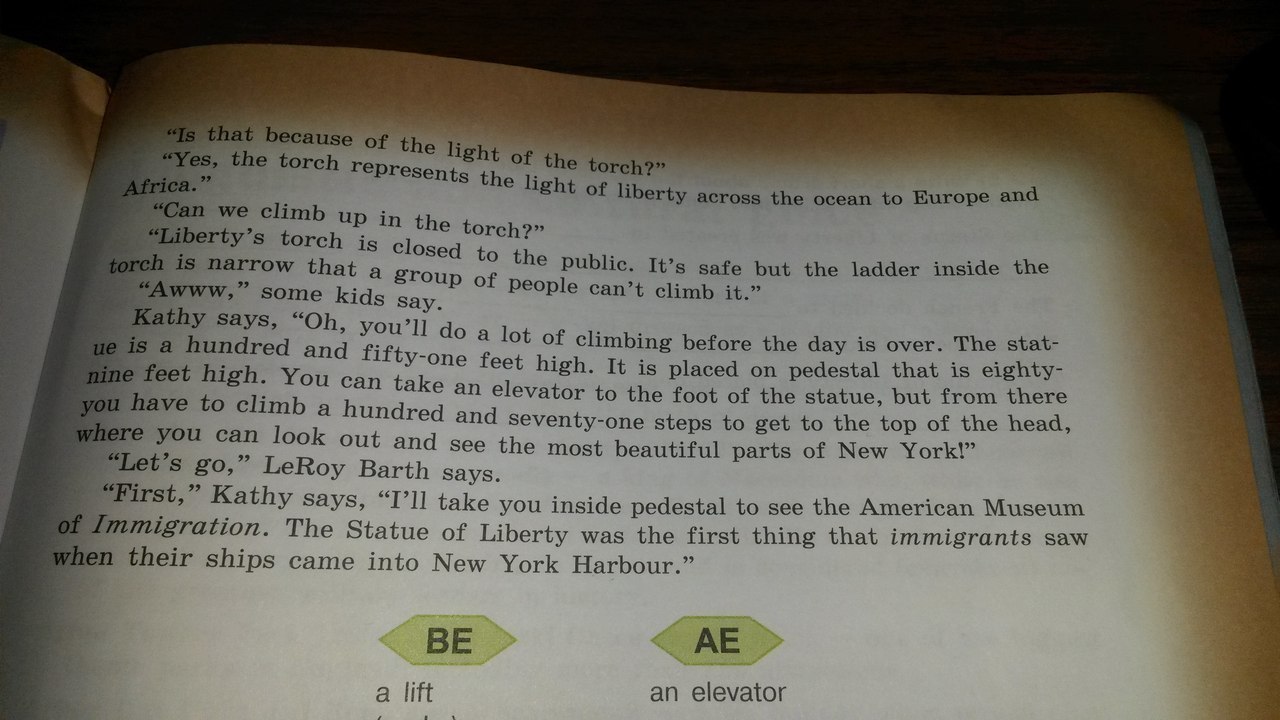 “Is that because of the light of the torch?”
“Yes, the torch represents the light of liberty across the ocean to Europe and
Africa.”
“Can we climb up in the torch?”
“Liberty’s torch is closed to the public. It’s safe but the ladder inside the
torch is narrow that a group of people can’t climb it.”
“Awww,” some kids say.
Kathy says, “Oh, you’ll do a lot of climbing before the day is over. The stat-
ue is a hundred and fifty-one feet high. It is placed on pedestal that is eighty-
nine feet high. You can take an elevator to the foot of the statue, but from there
you have to climb a hundred and seventy-one steps to get to the top of the head,
where you can look out and see the most beautiful parts of New York!”
“Let’s go,” LeRoy Barth says.
“First,” Kathy says, “I’ll take you inside pedestal to see the American Museum
of Immigration. The Statue of Liberty was the first thing that immigrants saw
when their ships came into New York Harbour.”
BE AE
a lift an elevator